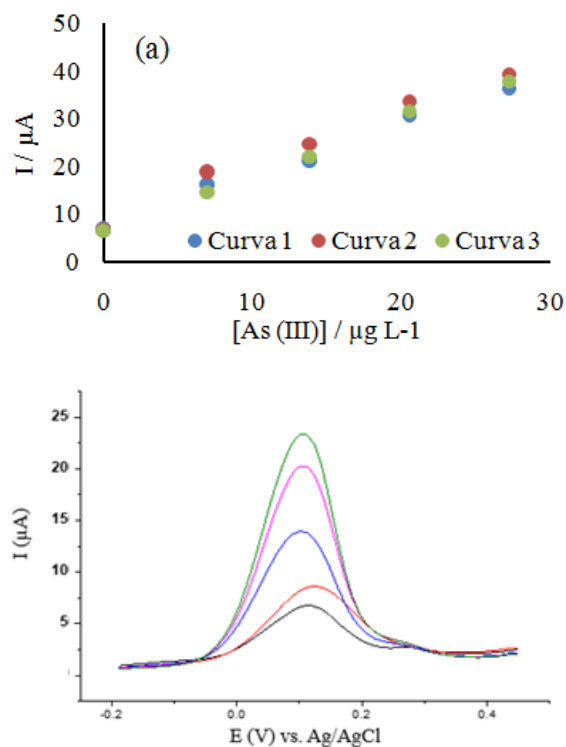 50
(a)
40
30
20
10
0
I / µA
Curva 1 Curva 2 Curva 3
0 10 20 30
[As (III)] / µg L-1
25
20
15
10
5
I (µA)
-0.2 0.0 0.2 0.4
E (V) vs. Ag/AgCl